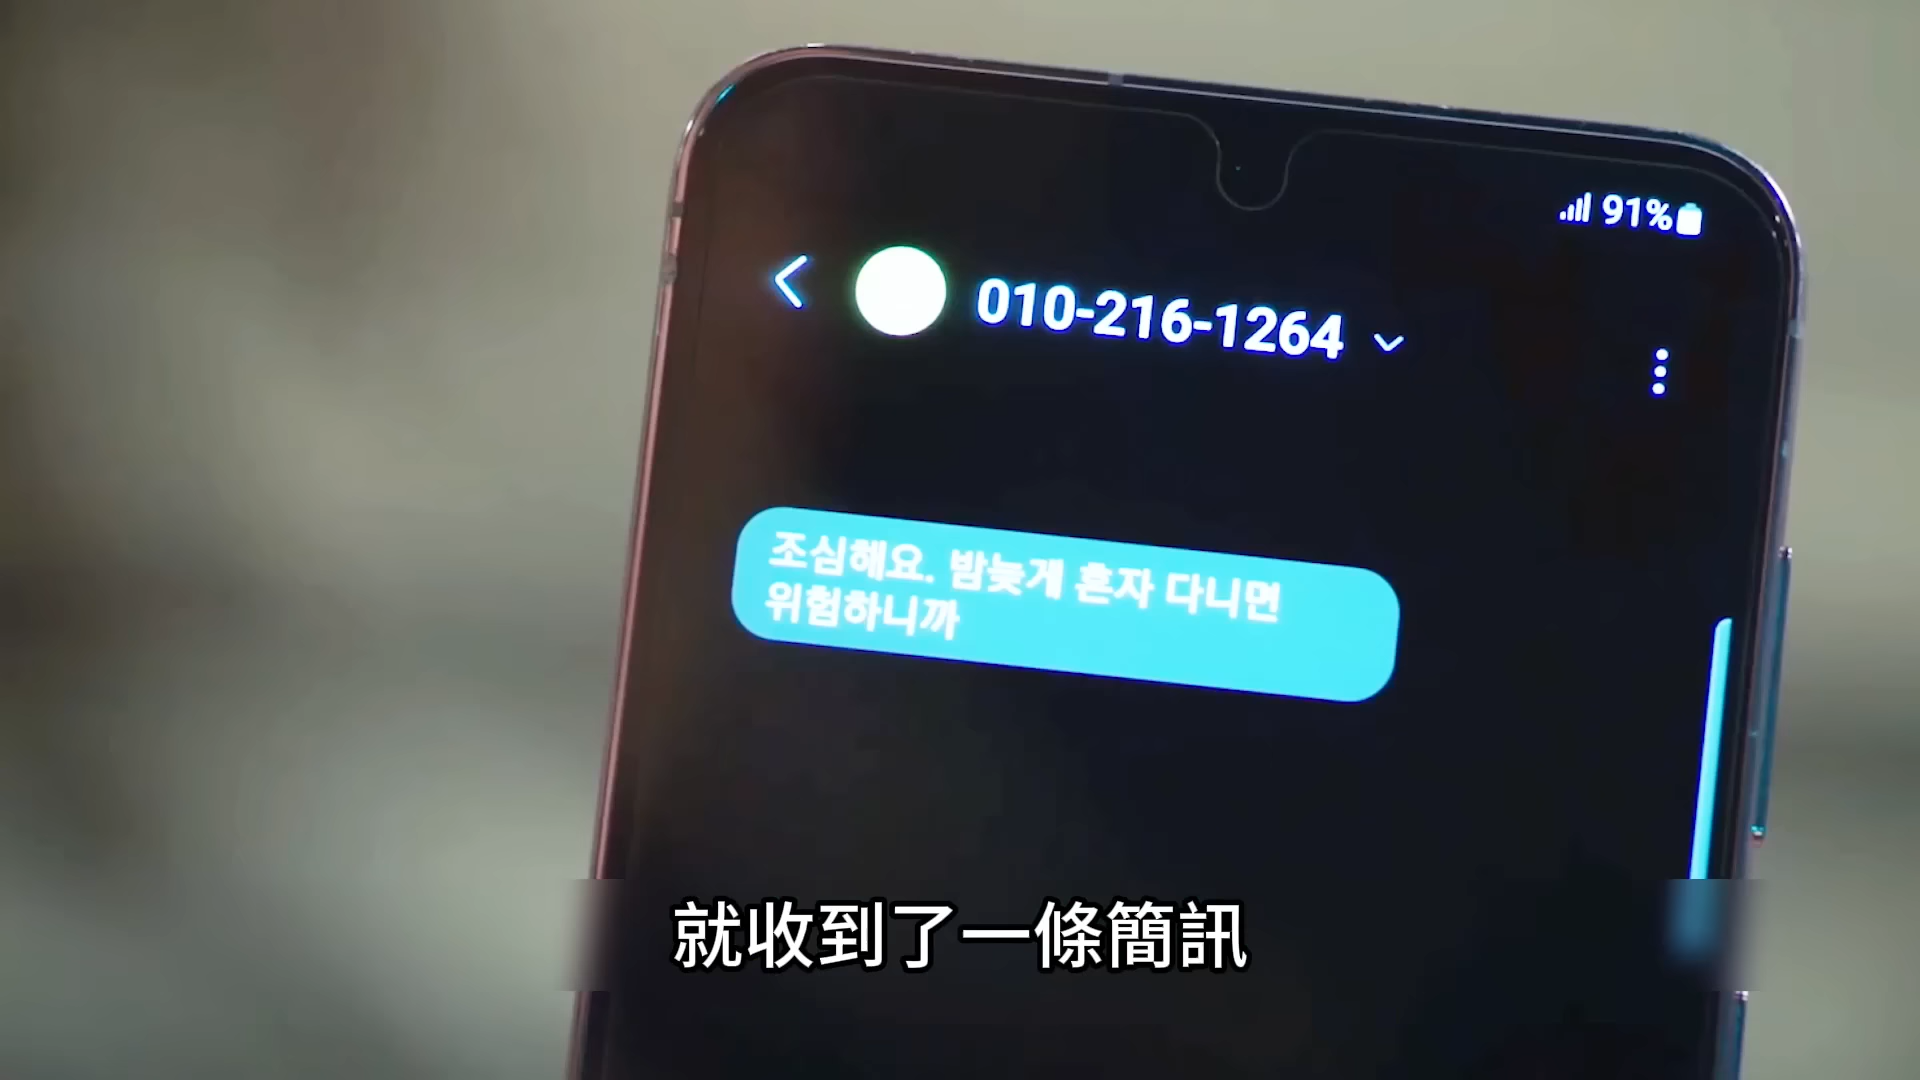 91%
010-216-1264
조심해요. 밤늦게 혼자 다니면
위험하니까
就收到了一條簡訊